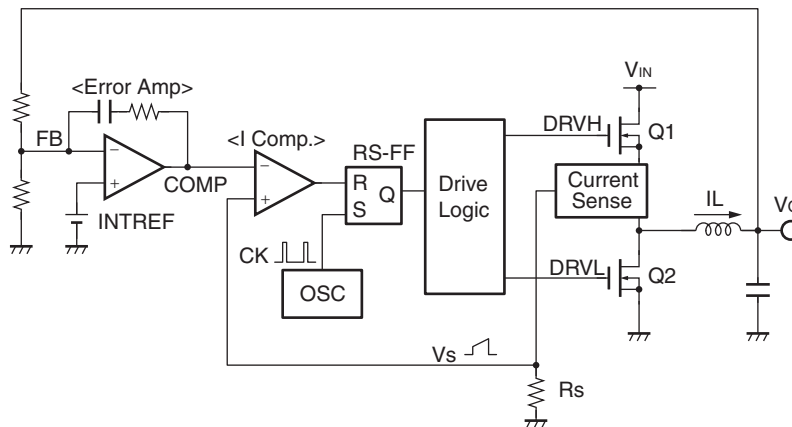 <Error Amp>
VIN
<I Comp.>
FB
DRVH
Q1
RS-FF
COMP
R
S
Q
Drive
Logic
Current
Sense
IL
INTREF
CK
OSC
DRVL
Q2
Vs
Rs